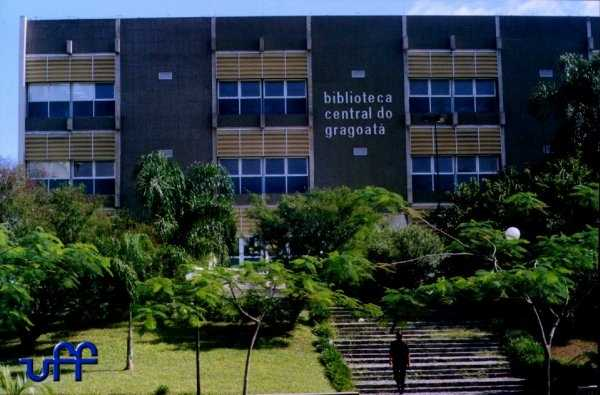 biblioteca
central do
gragoatá
uff